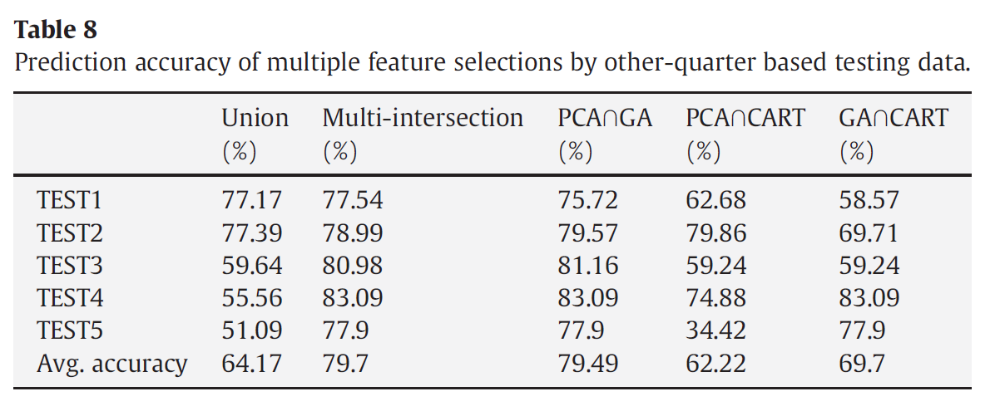 Table 8
Prediction accuracy of multiple feature selections by other-quarter based testing data.
Union Multi-intersection PCA∩GA PCA∩CART GA∩CART
(%) (%) (%) (%) (%)
TEST1 77.17 77.54 75.72 62.68 58.57
TEST2 77.39 78.99 79.57 79.86 69.71
TEST3 59.64 80.98 81.16 59.24 59.24
TEST4 55.56 83.09 83.09 74.88 83.09
TEST5 51.09 77.9 77.9 34.42 77.9
Avg. accuracy 64.17 79.7 79.49 62.22 69.7